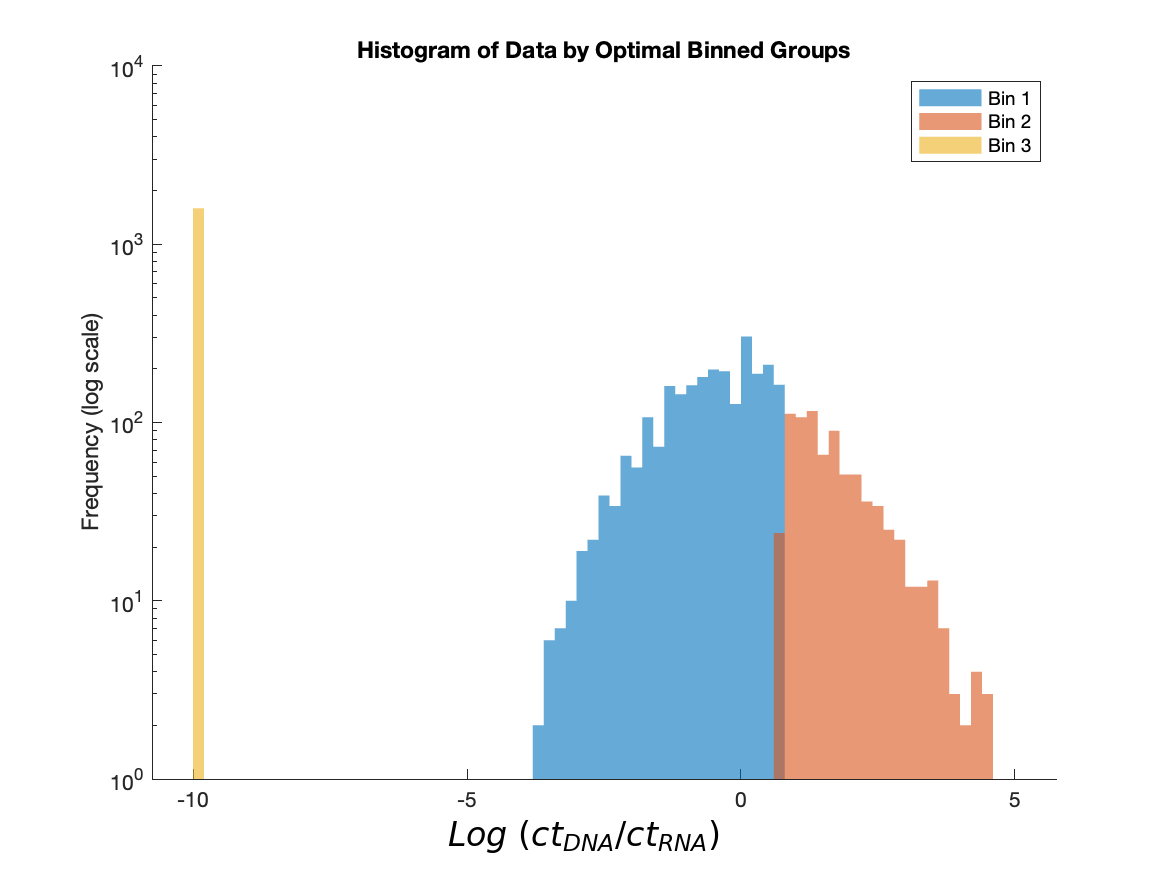 Histogram of Data by Optimal Binned Groups
10^4
10^3
10^2
10^1
10^0
Frequency (log scale)
Bin 1
Bin 2
Bin 3
-10
-5
0
5
Log (ct_DNA/ct_RNA)